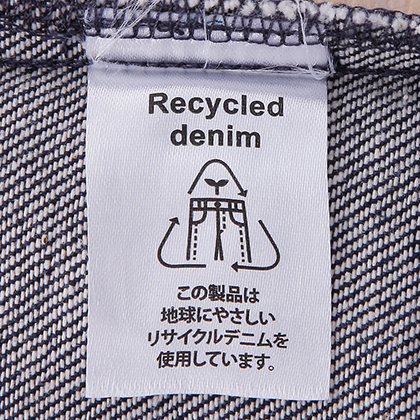 Recycled
denim
この製品は
地球にやさしい
リサイクルデニムを
使用しています。